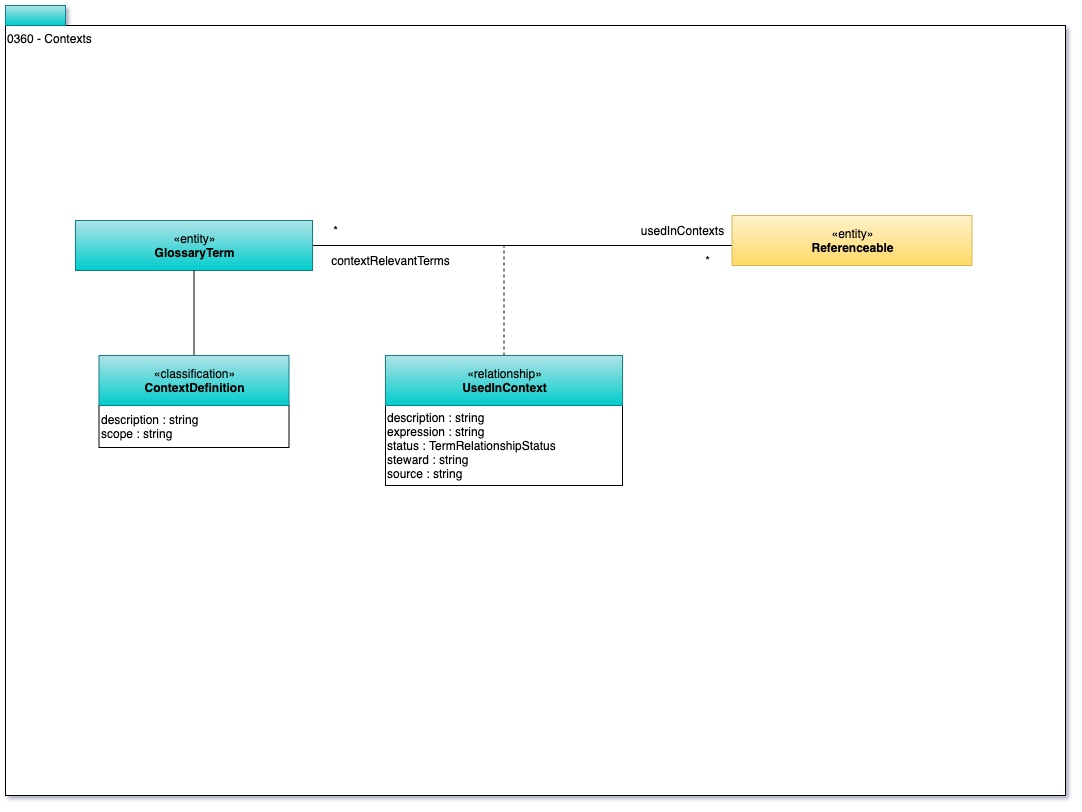 0360 - Contexts
«entity»
GlossaryTerm
*
contextRelevantTerms
usedInContexts
*
«entity»
Referenceable
«classification»
ContextDefinition
description : string
scope : string
«relationship»
UsedInContext
description : string
expression : string
status : TermRelationshipStatus
steward : string
source : string